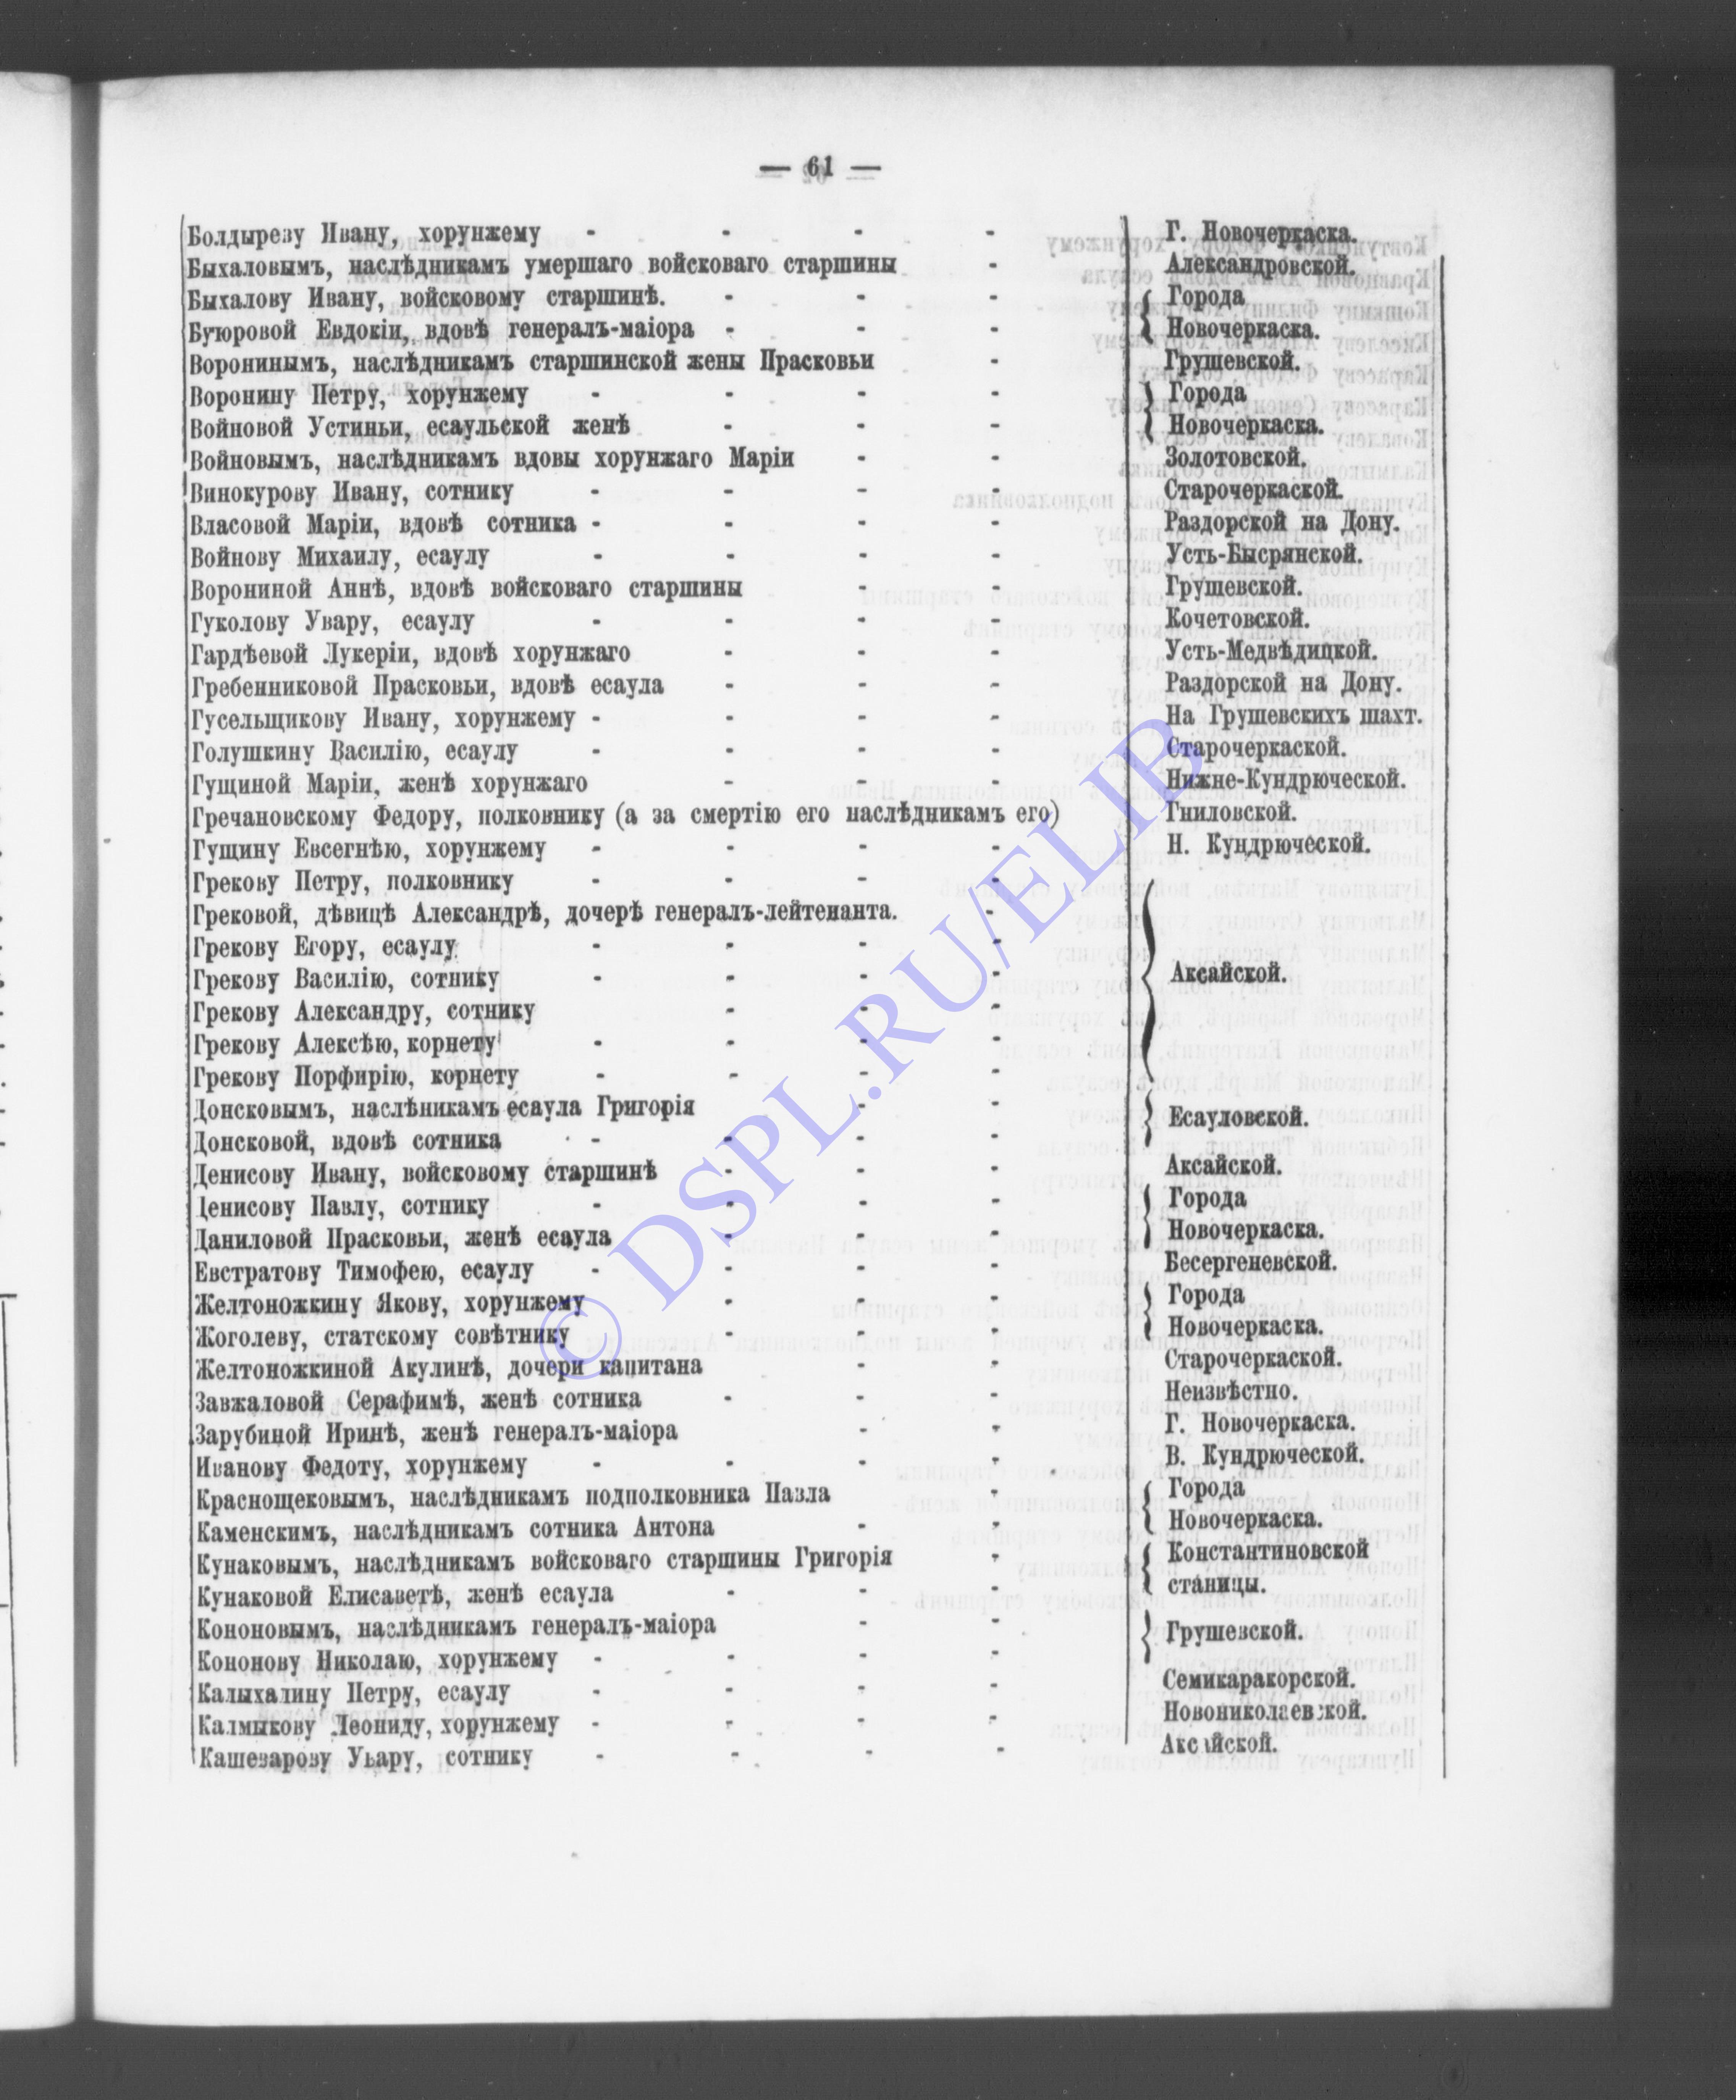 — 61 —
Болдыреву Ивану, хорунжему - - - - Г. Новочеркаска.
Быхаловымъ, наслѣдникамъ умершаго войсковаго старшины - Александровской.
Быхалову Ивану, войсковому старшинѣ. - - - Города
Буюровой Евдокіи, вдовѣ генералъ-маіора - - - Новочеркаска.
Воронинымъ, наслѣдникамъ старшинской жены Прасковьи - Грушевской.
Воронину Петру, хорунжему - - - - Города
Войновой Устиньи, есаульской женѣ - - - Новочеркаска.
Войновымъ, наслѣдникамъ вдовы хорунжаго Маріи - - Золотовской.
Винокурову Ивану, сотнику - - - - Старочеркаской.
Власовой Маріи, вдовѣ сотника - - - - Раздорской на Дону.
Войнову Михаилу, есаулу - - - - Усть-Бысрянской.
Ворониной Аннѣ, вдовѣ войсковаго старшины - - Грушевской.
Гуколову Увару, есаулу - - - - Кочетовской.
Гардѣевой Лукеріи, вдовѣ хорунжаго - - - Усть-Медвѣдицкой.
Гребенниковой Прасковьи, вдовѣ есаула - - - Раздорской на Дону.
Гусельщикову Ивану, хорунжему - - - - На Грушевскихъ шахт.
Голушкину Василію, есаулу - - - - Старочеркаской.
Гущиной Маріи, женѣ хорунжаго - - - Нижне-Кундрюческой.
Гречановскому Федору, полковнику (а за смертію его наслѣдникамъ его) Гниловской.
Гущину Евсегнѣю, хорунжему - - - - Н. Кундрюческой.
Грекову Петру, полковнику - - - -
Грековой, дѣвицѣ Александрѣ, дочерѣ генералъ-лейтенанта. -
Грекову Егору, есаулу - - - -
Грекову Василію, сотнику - - - - Аксайской.
Грекову Александру, сотнику - - -
Грекову Алексѣю, корнету - - - -
Грекову Порфирію, корнету - - - -
Донсковымъ, наслѣникамъ есаула Григорія - - Есауловской.
Донсковой, вдовѣ сотника - - - -
Денисову Ивану, войсковому старшинѣ - - - Аксайской.
Денисову Павлу, сотнику - - - - Города
Даниловой Прасковьи, женѣ есаула - - - Новочеркаска.
Евстратову Тимофею, есаулу - - - - Бесергеневской.
Желтоножкину Якову, хорунжему - - - Города
Жоголеву, статскому совѣтнику - - - Новочеркаска.
Желтоножкиной Акулинѣ, дочери капитана - - Старочеркаской.
Завжаловой Серафимѣ, женѣ сотника - - - Неизвѣстно.
Зарубиной Иринѣ, женѣ генералъ-маіора - - Г. Новочеркаска.
Иванову Федоту, хорунжему - - - - В. Кундрюческой.
Краснощековымъ, наслѣдникамъ подполковника Павла - Города
Каменскимъ, наслѣдникамъ сотника Антона - - Новочеркаска.
Кунаковымъ, наслѣдникамъ войсковаго старшины Григорія - Константиновской
Кунаковой Елисаветѣ, женѣ есаула - - - станицы.
Кононовымъ, наслѣдникамъ генералъ-маіора - - Грушевской.
Кононову Николаю, хорунжему - - - -
Калыхалину Петру, есаулу - - - - Семикаракорской.
Калмыкову Леониду, хорунжему - - - - Новониколаевской.
Кашеварову Увару, сотнику - - - - Аксайской.
© DSPL.RU/ELIB